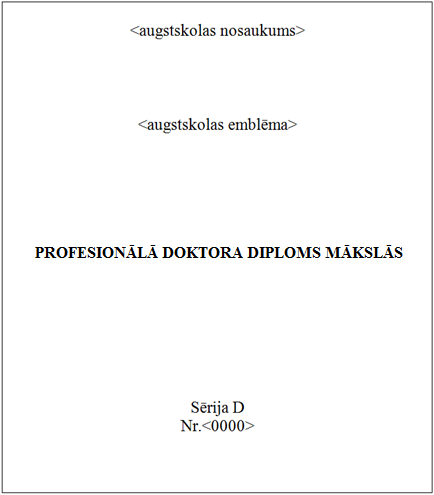 <augstskolas nosaukums>
<augstskolas emblēma>
PROFESIONĀLĀ DOKTORA DIPLOMS MĀKSLĀS
Sērija D
Nr.<0000>